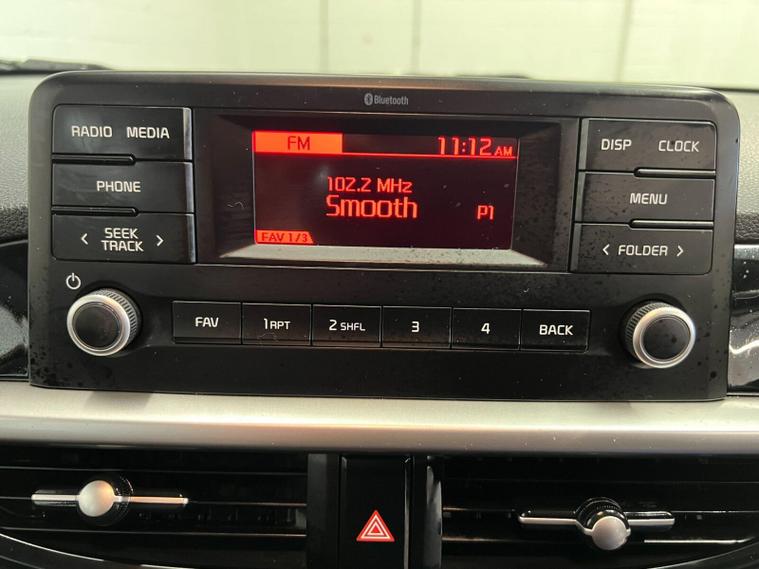 Bluetooth
RADIO MEDIA
PHONE
< SEEK >
TRACK
FM 11:12 AM
102.2 MHz
Smooth P1
FAV 1/3
DISP CLOCK
MENU
< FOLDER >
FAV 1 RPT 2 SHFL 3 4 BACK